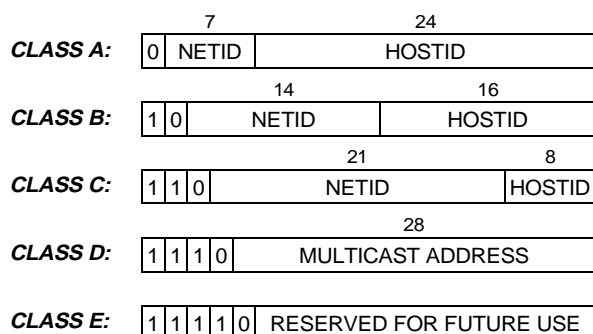 7 24
CLASS A: 0 NETID HOSTID
14 16
CLASS B: 1 0 NETID HOSTID
21 8
CLASS C: 1 1 0 NETID HOSTID
28
CLASS D: 1 1 1 0 MULTICAST ADDRESS
CLASS E: 1 1 1 1 0 RESERVED FOR FUTURE USE